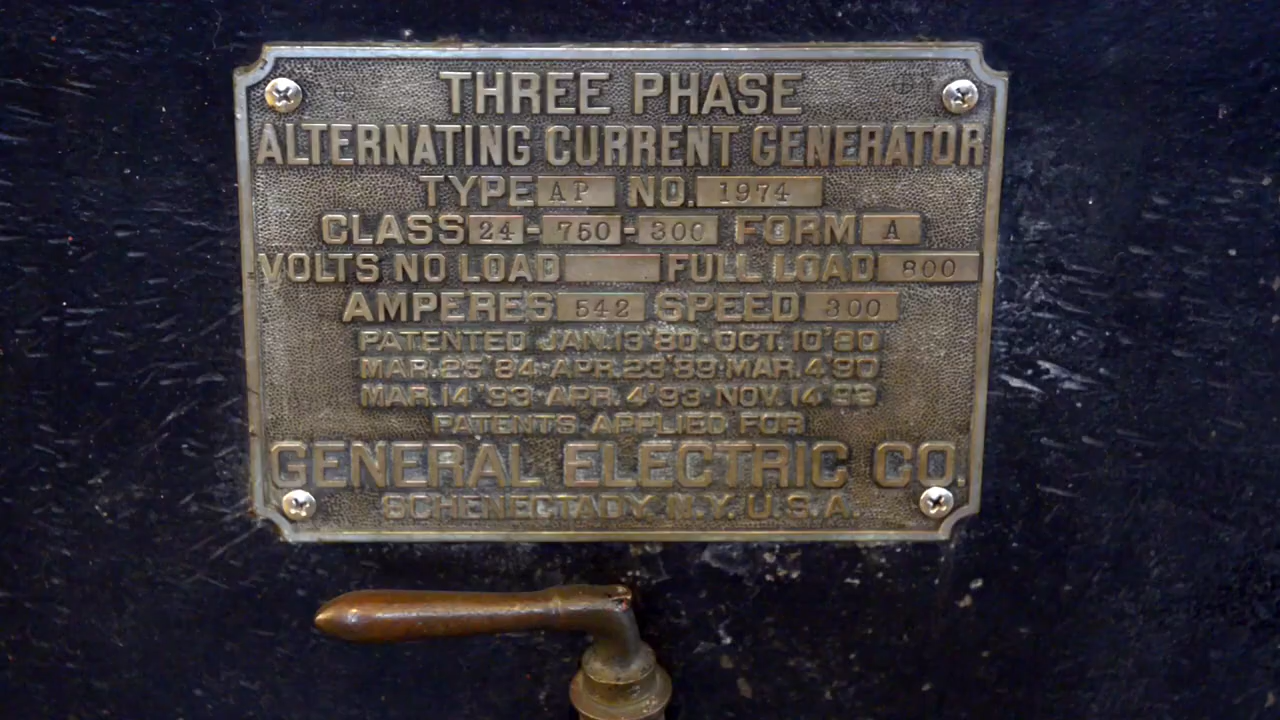 THREE PHASE
ALTERNATING CURRENT GENERATOR
TYPE AP NO. 1974
CLASS 24-750-300 FORM A
VOLTS NO LOAD FULL LOAD 800
AMPERES 542 SPEED 300
PATENTED JAN.13'80·OCT.10'80
MAR.25'84·APR.23'89·MAR.4'90
MAR.14'93·APR.4'93·NOV.14'93
PATENTS APPLIED FOR
GENERAL ELECTRIC CO.
SCHENECTADY. N.Y. U.S.A.